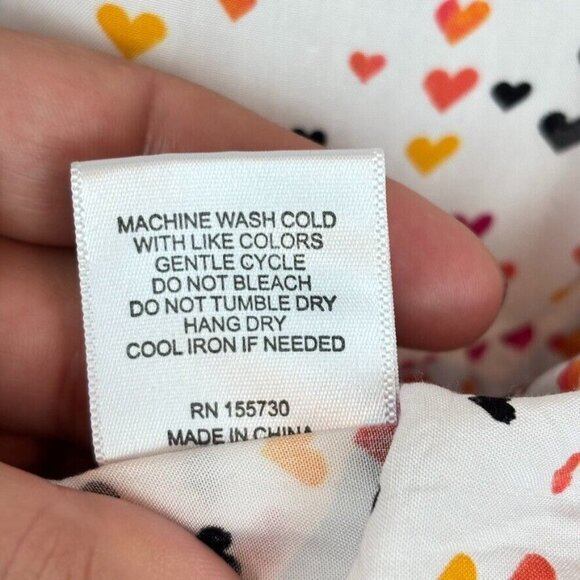 MACHINE WASH COLD
WITH LIKE COLORS
GENTLE CYCLE
DO NOT BLEACH
DO NOT TUMBLE DRY
HANG DRY
COOL IRON IF NEEDED
RN 155730
MADE IN CHINA